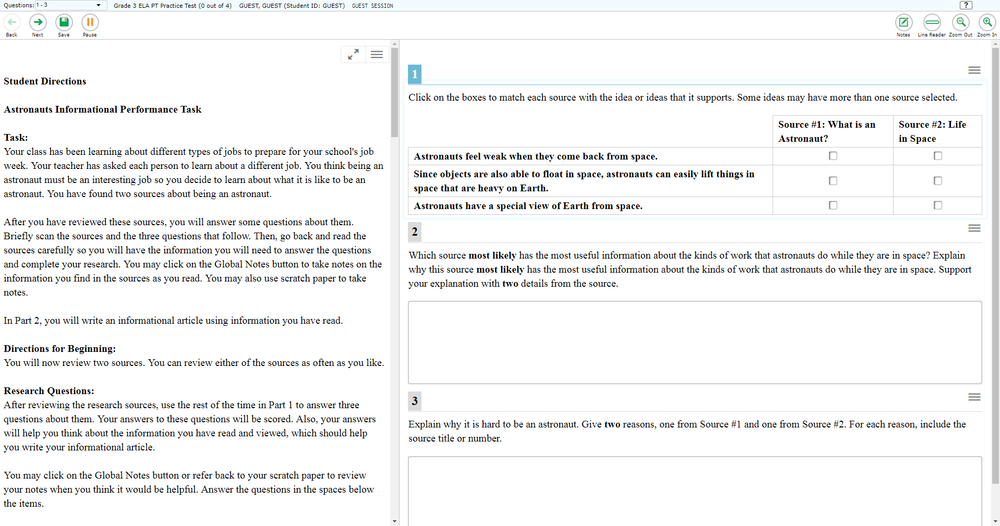 Questions: 1 - 3 Grade 3 ELA PT Practice Test (0 out of 4) GUEST, GUEST (Student ID: GUEST) GUEST SESSION ?
Back Next Save Pause Notes Line Reader Zoom Out Zoom In
Student Directions
Astronauts Informational Performance Task
Task:
Your class has been learning about different types of jobs to prepare for your school's job
week. Your teacher has asked each person to learn about a different job. You think being an
astronaut must be an interesting job so you decide to learn about what it is like to be an
astronaut. You have found two sources about being an astronaut.
After you have reviewed these sources, you will answer some questions about them.
Briefly scan the sources and the three questions that follow. Then, go back and read the
sources carefully so you will have the information you will need to answer the questions
and complete your research. You may click on the Global Notes button to take notes on the
information you find in the sources as you read. You may also use scratch paper to take
notes.
In Part 2, you will write an informational article using information you have read.
Directions for Beginning:
You will now review two sources. You can review either of the sources as often as you like.
Research Questions:
After reviewing the research sources, use the rest of the time in Part 1 to answer three
questions about them. Your answers to these questions will be scored. Also, your answers
will help you think about the information you have read and viewed, which should help
you write your informational article.
You may click on the Global Notes button or refer back to your scratch paper to review
your notes when you think it would be helpful. Answer the questions in the spaces below
the items.
1
Click on the boxes to match each source with the idea or ideas that it supports. Some ideas may have more than one source selected.
Source #1: What is an Source #2: Life
Astronaut? in Space
Astronauts feel weak when they come back from space.
Since objects are also able to float in space, astronauts can easily lift things in
space that are heavy on Earth.
Astronauts have a special view of Earth from space.
2
Which source most likely has the most useful information about the kinds of work that astronauts do while they are in space? Explain
why this source most likely has the most useful information about the kinds of work that astronauts do while they are in space. Support
your explanation with two details from the source.
3
Explain why it is hard to be an astronaut. Give two reasons, one from Source #1 and one from Source #2. For each reason, include the
source title or number.